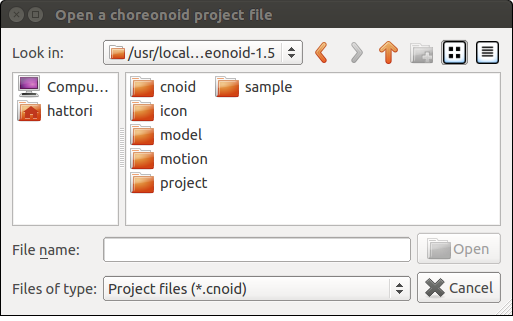 Open a choreonoid project file
Look in: /usr/local...eonoid-1.5
Compu...
hattori
cnoid
icon
model
motion
project
sample
File name:
Open
Files of type: Project files (*.cnoid)
Cancel